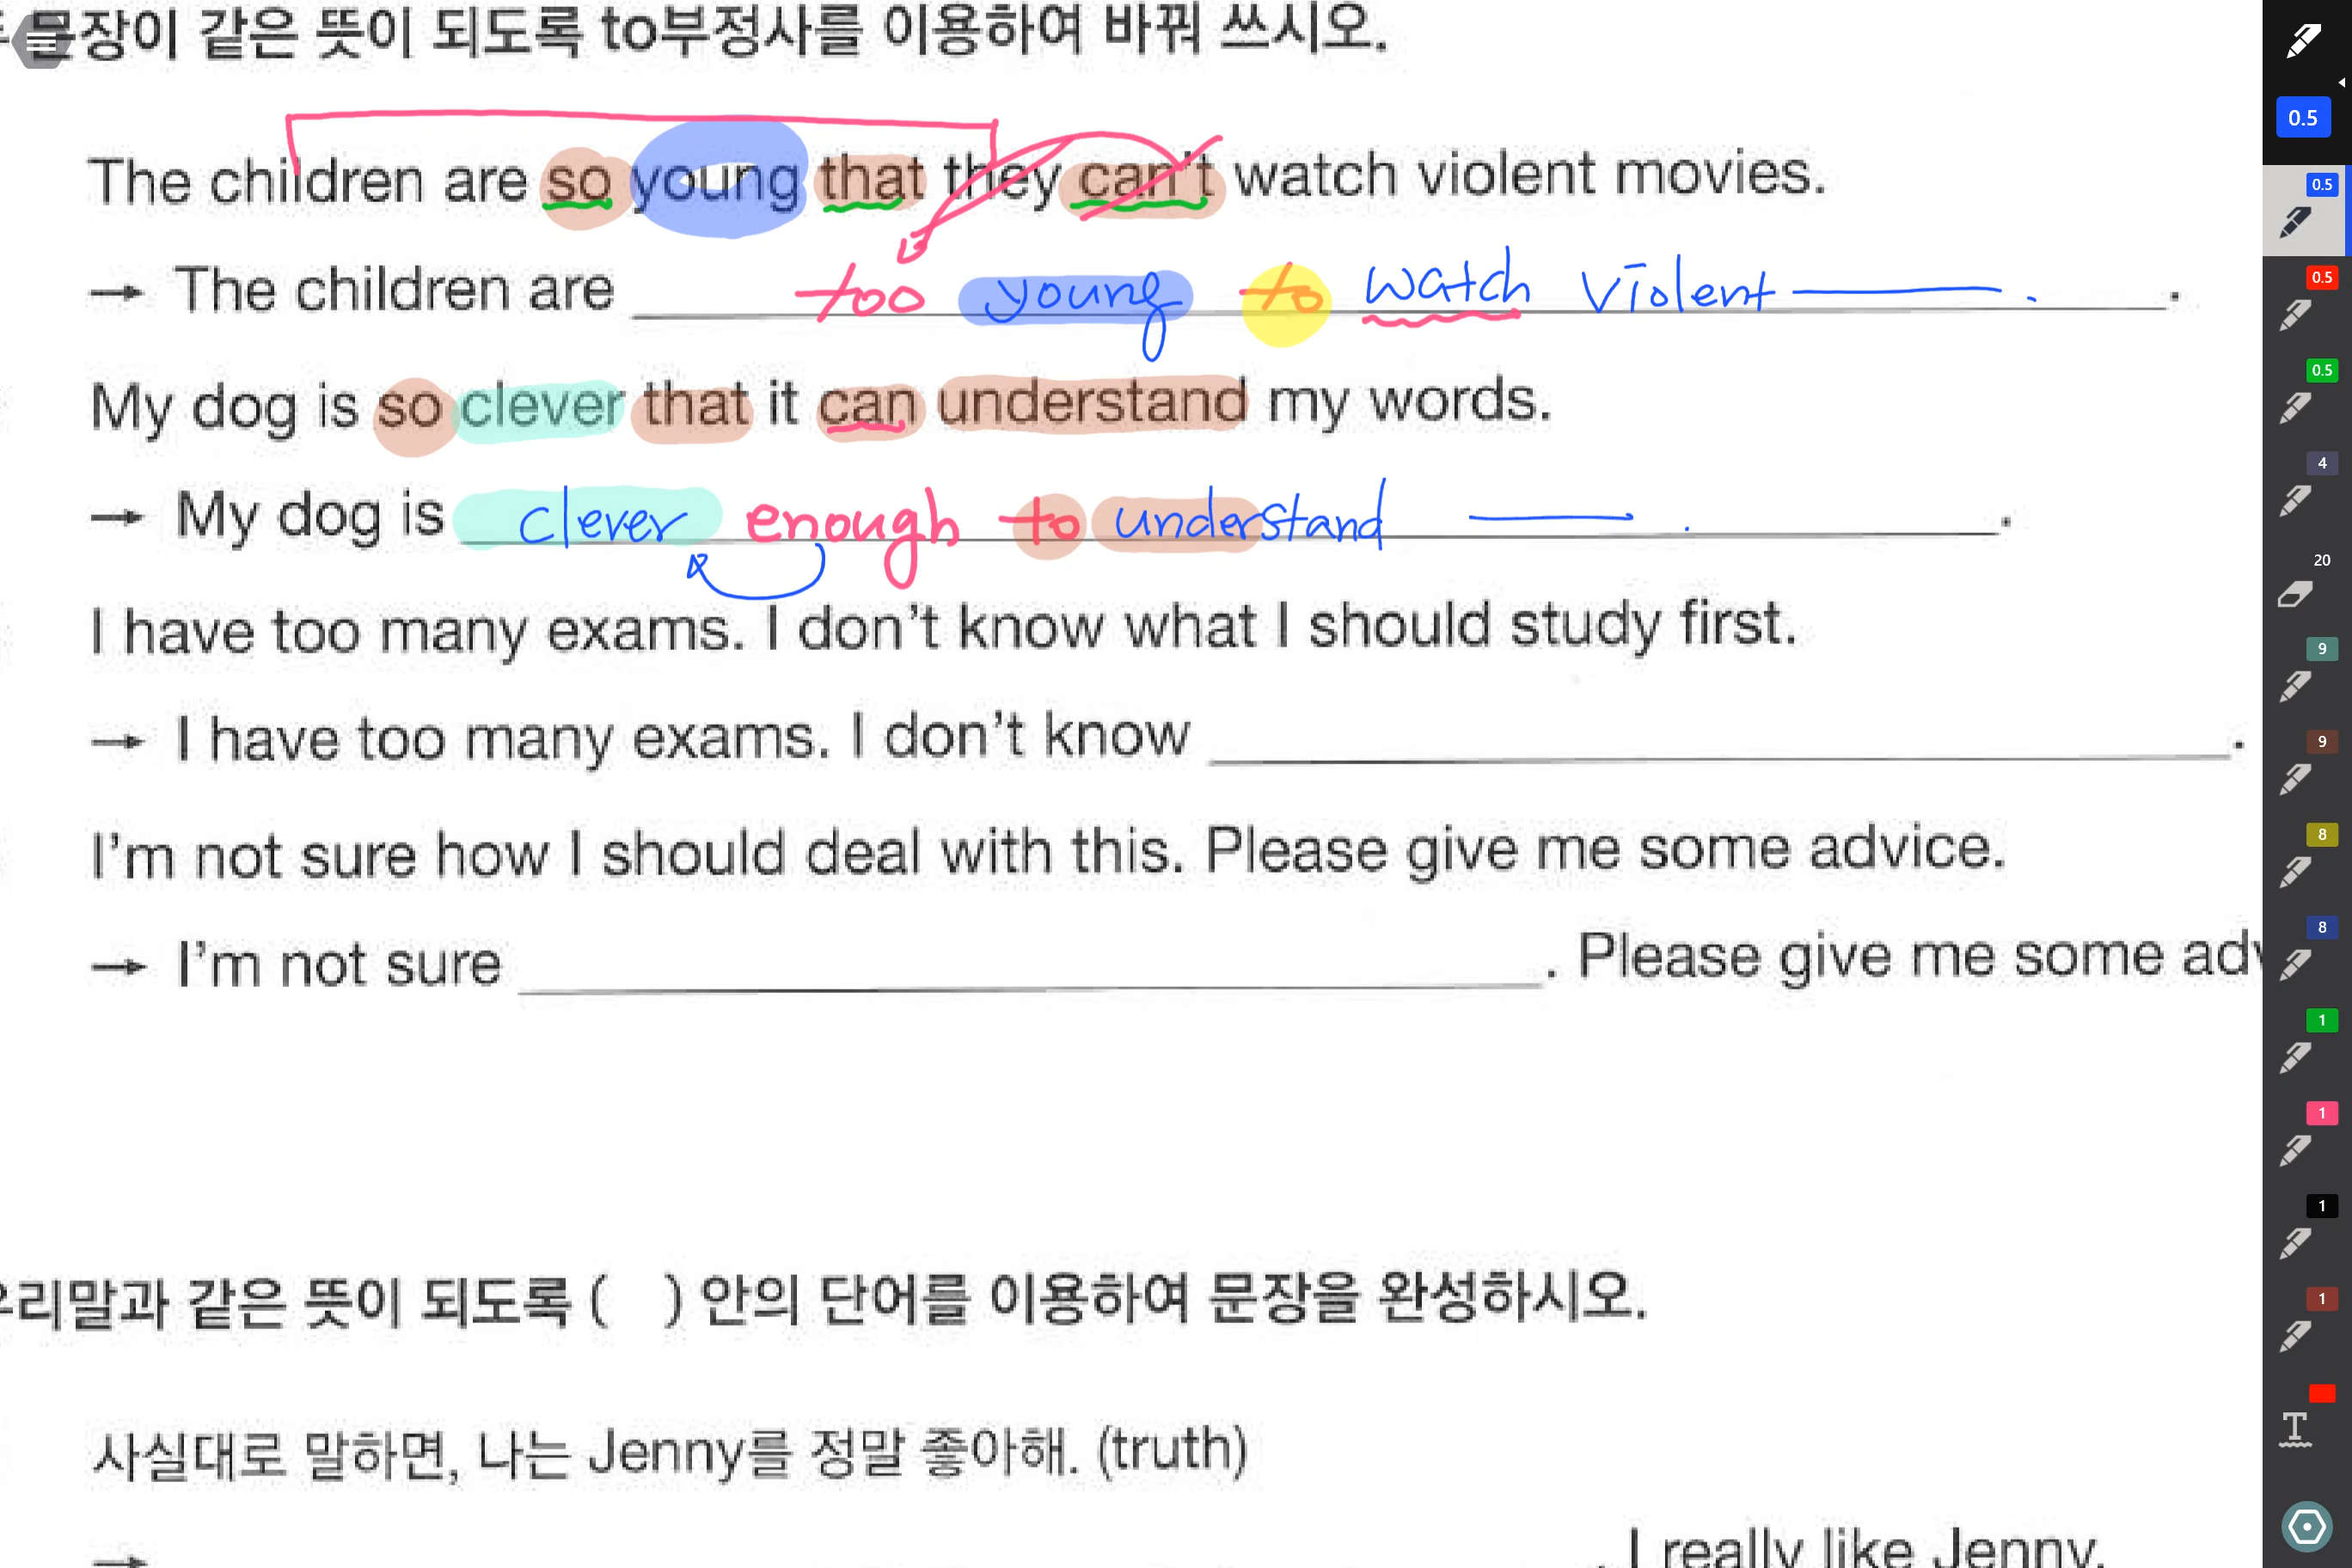 문장이 같은 뜻이 되도록 to부정사를 이용하여 바꿔 쓰시오.
The children are so young that they can't watch violent movies.
→ The children are too young to watch violent .
My dog is so clever that it can understand my words.
→ My dog is clever enough to understand .
I have too many exams. I don't know what I should study first.
→ I have too many exams. I don't know .
I'm not sure how I should deal with this. Please give me some advice.
→ I'm not sure . Please give me some adv
우리말과 같은 뜻이 되도록 ( ) 안의 단어를 이용하여 문장을 완성하시오.
사실대로 말하면, 나는 Jenny를 정말 좋아해. (truth)
→ , I really like Jenny.
0.5
0.5
0.5
0.5
4
20
9
9
8
8
1
1
1
1
T